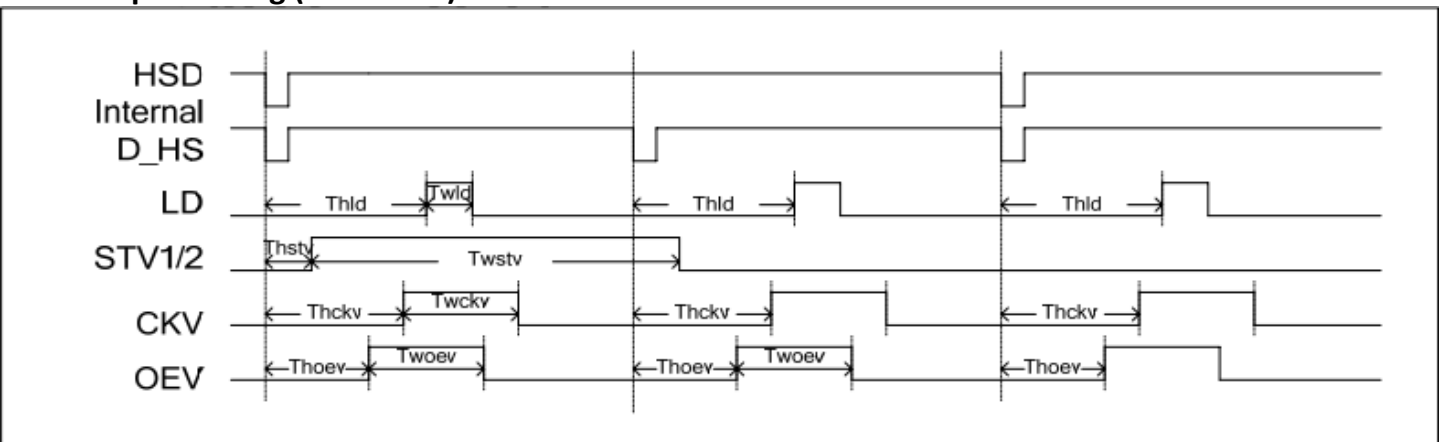 HSD
Internal
D_HS
LD Thld Twld Thld Thld
STV1/2 Thstv Twstv
CKV Thckv Twckv Thckv Thckv
OEV Thoev Twoev Thoev Twoev Thoev